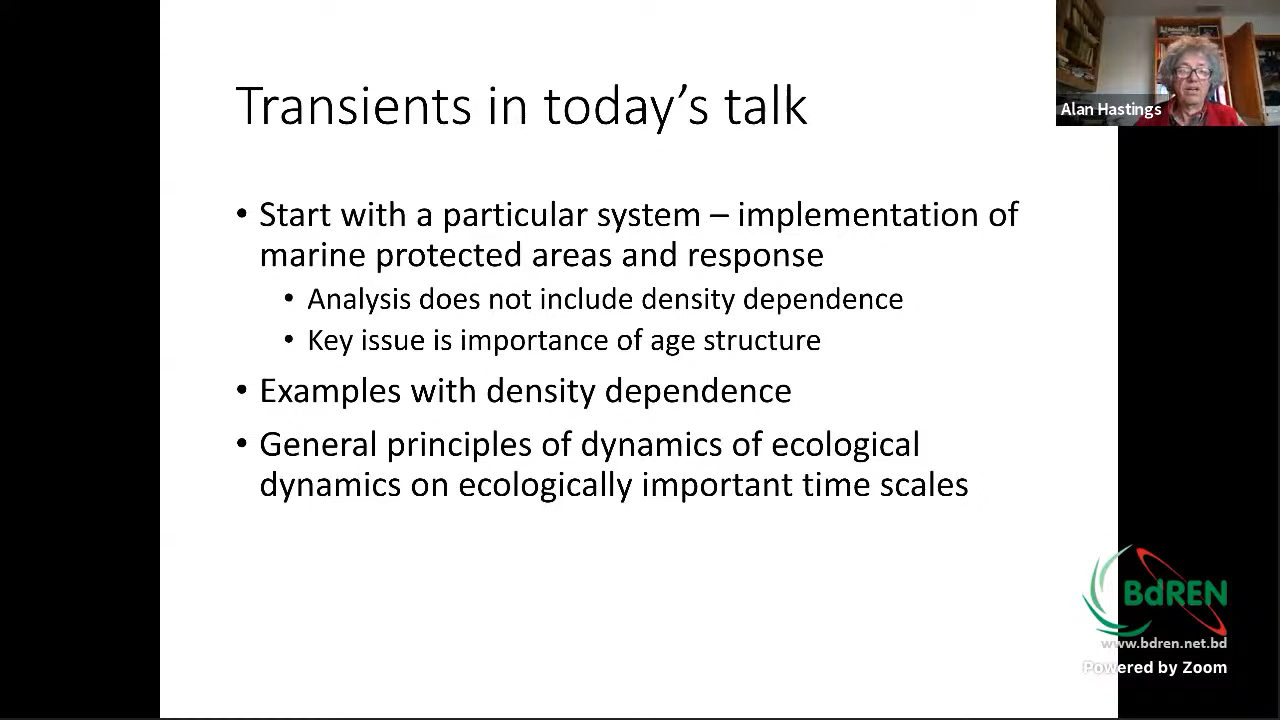 Transients in today's talk
Alan Hastings
• Start with a particular system – implementation of
marine protected areas and response
• Analysis does not include density dependence
• Key issue is importance of age structure
• Examples with density dependence
• General principles of dynamics of ecological
dynamics on ecologically important time scales
BdREN
www.bdren.net.bd
Powered by Zoom